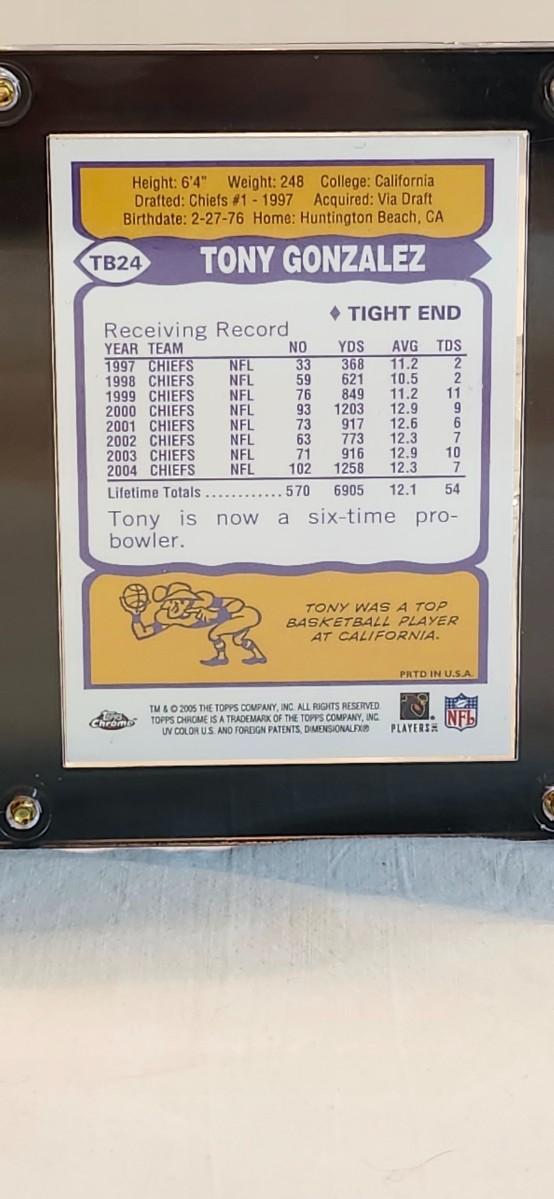 Height: 6'4" Weight: 248 College: California
Drafted: Chiefs #1 - 1997 Acquired: Via Draft
Birthdate: 2-27-76 Home: Huntington Beach, CA
TB24 TONY GONZALEZ
♦ TIGHT END
Receiving Record
YEAR TEAM NO YDS AVG TDS
1997 CHIEFS NFL 33 368 11.2 2
1998 CHIEFS NFL 59 621 10.5 2
1999 CHIEFS NFL 76 849 11.2 11
2000 CHIEFS NFL 93 1203 12.9 9
2001 CHIEFS NFL 73 917 12.6 6
2002 CHIEFS NFL 63 773 12.3 7
2003 CHIEFS NFL 71 916 12.9 10
2004 CHIEFS NFL 102 1258 12.3 7
Lifetime Totals ............ 570 6905 12.1 54
Tony is now a six-time pro-
bowler.
TONY WAS A TOP
BASKETBALL PLAYER
AT CALIFORNIA.
PRTD IN U.S.A.
Topps Chrome
TM & © 2005 THE TOPPS COMPANY, INC. ALL RIGHTS RESERVED.
TOPPS CHROME IS A TRADEMARK OF THE TOPPS COMPANY, INC.
UV COLOR U.S. AND FOREIGN PATENTS, DIMENSIONALFX®
PLAYERS INC
NFL